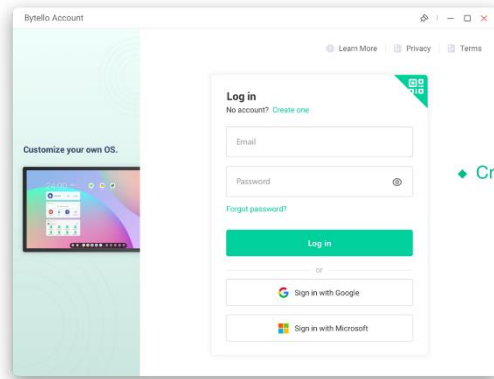 Bytello Account
Learn More
Privacy
Terms
Log in
No account? Create one
Email
Customize your own OS.
Password
Forgot password?
Log in
or
Sign in with Google
Sign in with Microsoft
Cr